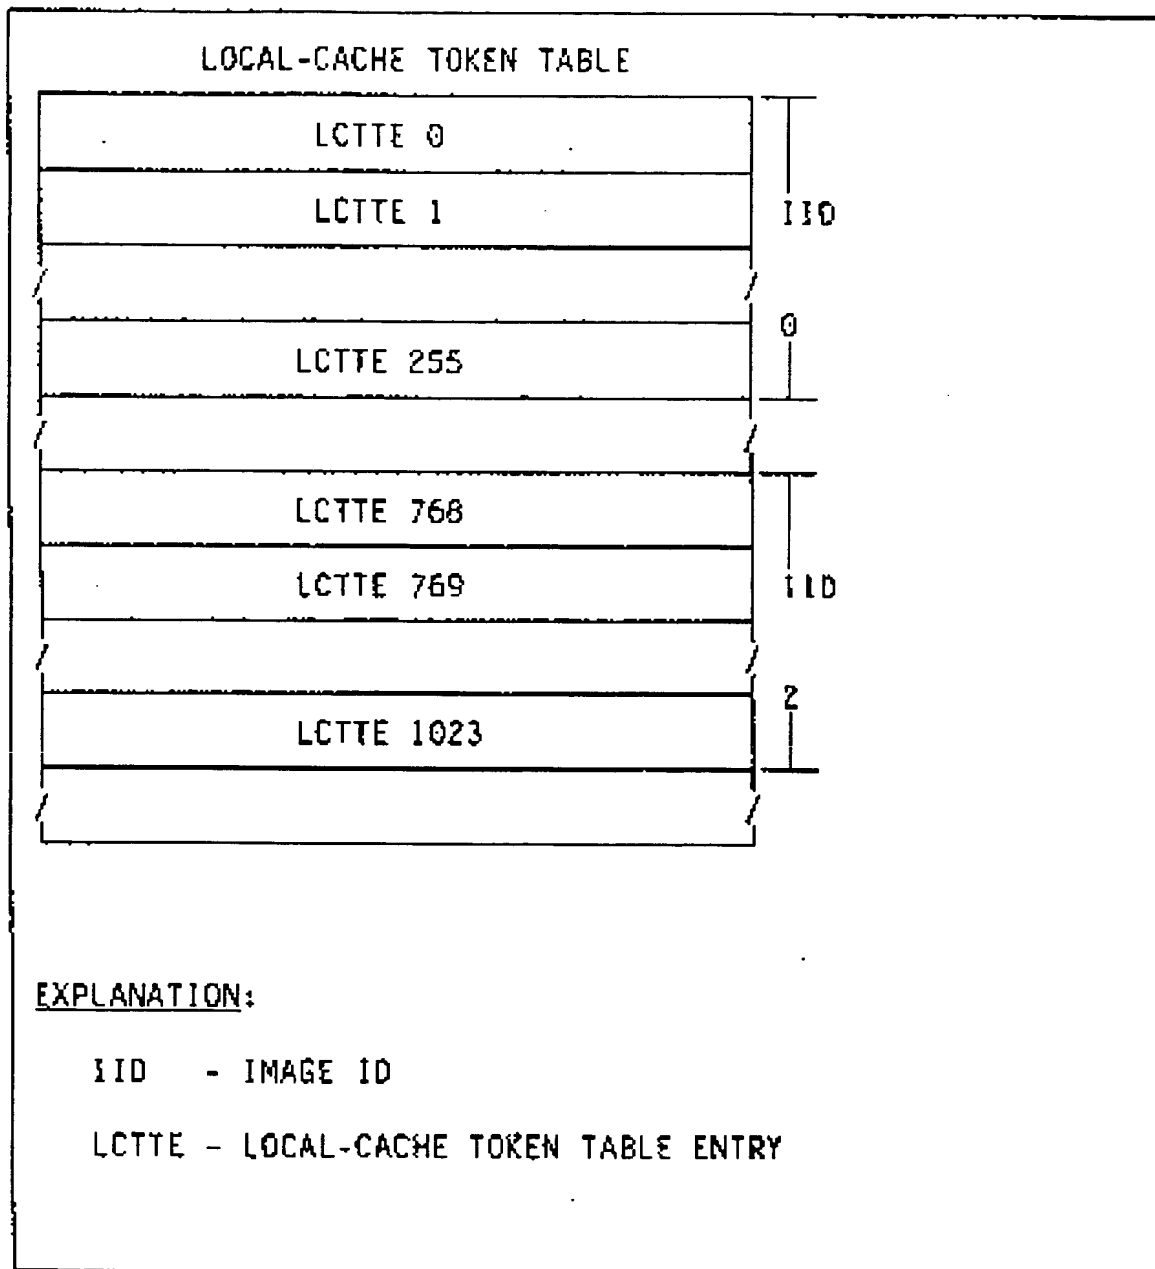 LOCAL-CACHE TOKEN TABLE
LCTTE 0
LCTTE 1
IID
0
LCTTE 255
LCTTE 768
LCTTE 769
IID
2
LCTTE 1023
EXPLANATION:
IID - IMAGE ID
LCTTE - LOCAL-CACHE TOKEN TABLE ENTRY